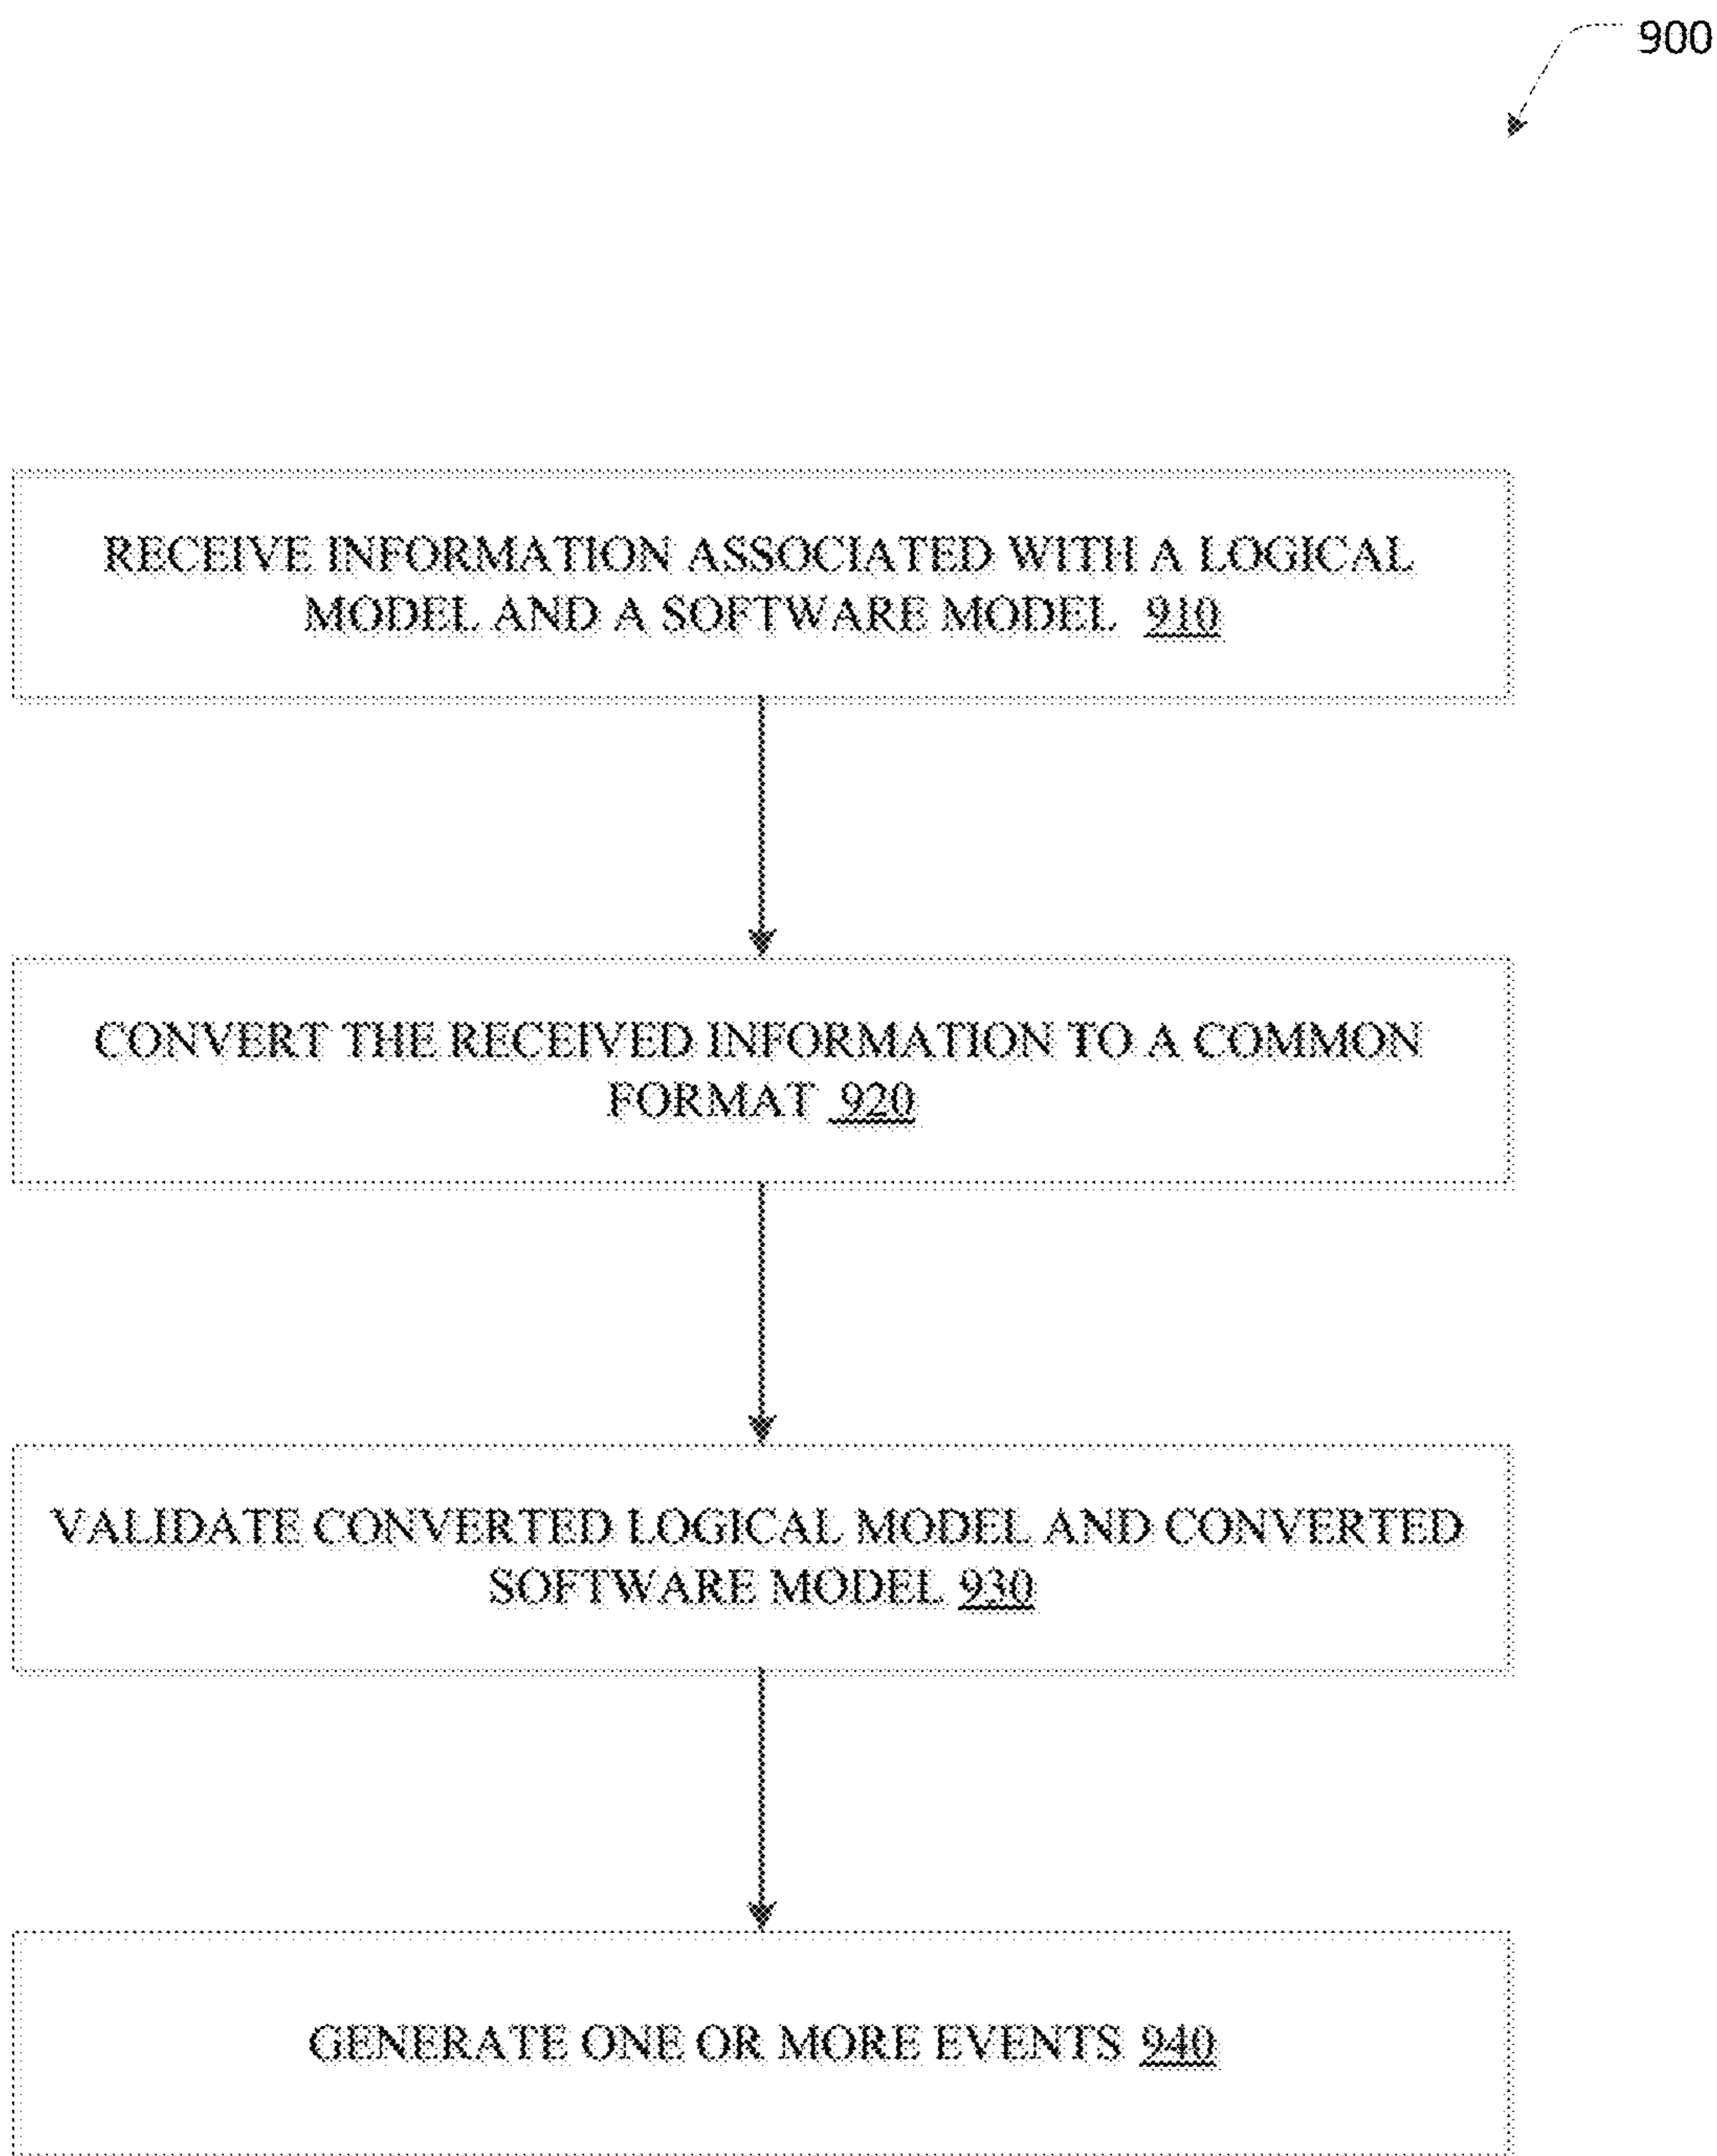 900
RECEIVE INFORMATION ASSOCIATED WITH A LOGICAL
MODEL AND A SOFTWARE MODEL 910
CONVERT THE RECEIVED INFORMATION TO A COMMON
FORMAT 920
VALIDATE CONVERTED LOGICAL MODEL AND CONVERTED
SOFTWARE MODEL 930
GENERATE ONE OR MORE EVENTS 940